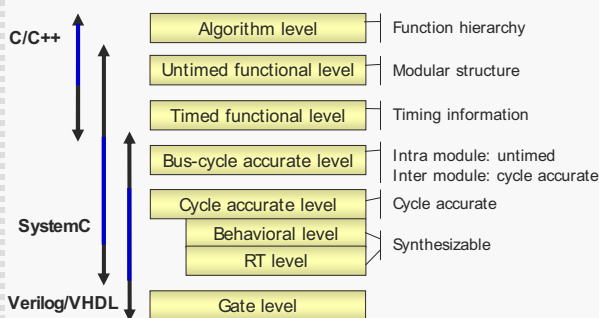 C/C++
Algorithm level
Function hierarchy
Untimed functional level
Modular structure
Timed functional level
Timing information
Bus-cycle accurate level
Intra module: untimed
Inter module: cycle accurate
Cycle accurate level
Cycle accurate
SystemC
Behavioral level
Synthesizable
RT level
Verilog/VHDL
Gate level